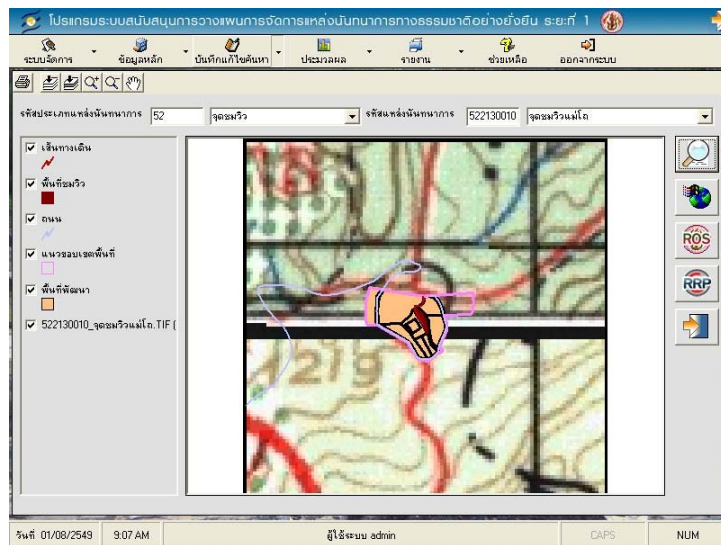 โปรแกรมระบบสนับสนุนการวางแผนการจัดการแหล่งนันทนาการทางธรรมชาติอย่างยั่งยืน ระยะที่ 1
ระบบจัดการ ข้อมูลหลัก บันทึกแก้ไขค้นหา ประมวลผล รายงาน ช่วยเหลือ ออกจากระบบ
รหัสประเภทแหล่งนันทนาการ 52 จุดชมวิว รหัสแหล่งนันทนาการ 522130010 จุดชมวิวแม่โถ
เส้นทางเดิน
พื้นที่ชมวิว
ถนน
แนวขอบเขตพื้นที่
พื้นที่พัฒนา
522130010_จุดชมวิวแม่โถ.TIF (
1219
ROS
RRP
วันที่ 01/08/2549 9:07 AM ผู้ใช้ระบบ admin CAPS NUM